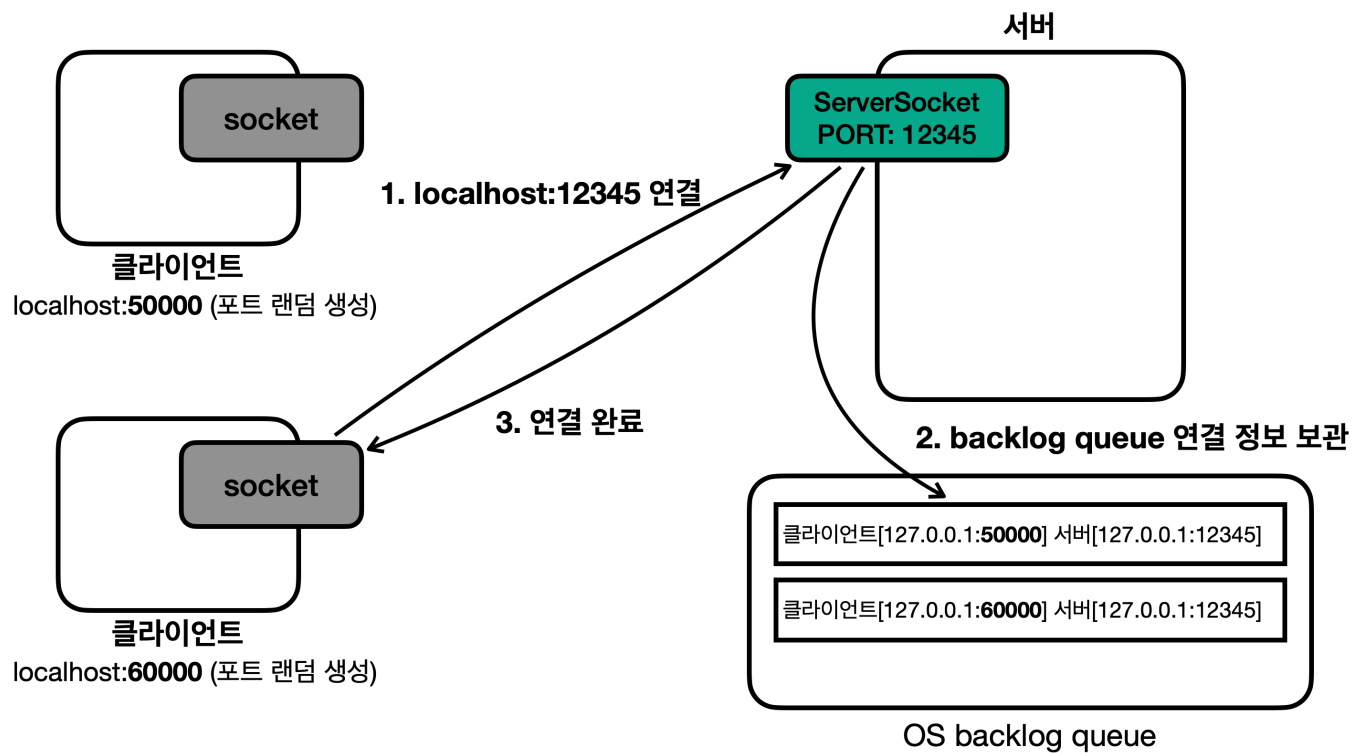 서버
socket
ServerSocket
PORT: 12345
1. localhost:12345 연결
클라이언트
localhost:50000 (포트 랜덤 생성)
3. 연결 완료
2. backlog queue 연결 정보 보관
socket
클라이언트[127.0.0.1:50000] 서버[127.0.0.1:12345]
클라이언트[127.0.0.1:60000] 서버[127.0.0.1:12345]
클라이언트
localhost:60000 (포트 랜덤 생성)
OS backlog queue